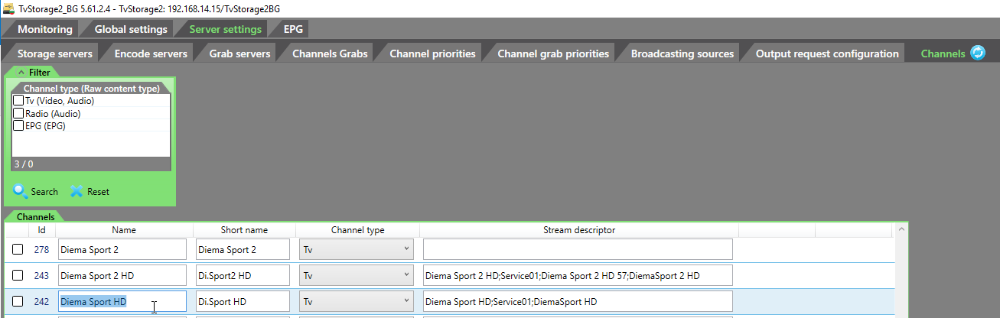 TvStorage2_BG 5.61.2.4 - TvStorage2: 192.168.14.15/TvStorage2BG
Monitoring Global settings Server settings EPG
Storage servers Encode servers Grab servers Channels Grabs Channel priorities Channel grab priorities Broadcasting sources Output request configuration Channels
Filter
Channel type (Raw content type)
Tv (Video, Audio)
Radio (Audio)
EPG (EPG)
3 / 0
Search Reset
Channels
Id Name Short name Channel type Stream descriptor
278 Diema Sport 2 Diema Sport 2 Tv
243 Diema Sport 2 HD Di.Sport2 HD Tv Diema Sport 2 HD;Service01;Diema Sport 2 HD 57;DiemaSport 2 HD
242 Diema Sport HD Di.Sport HD Tv Diema Sport HD;Service01;DiemaSport HD